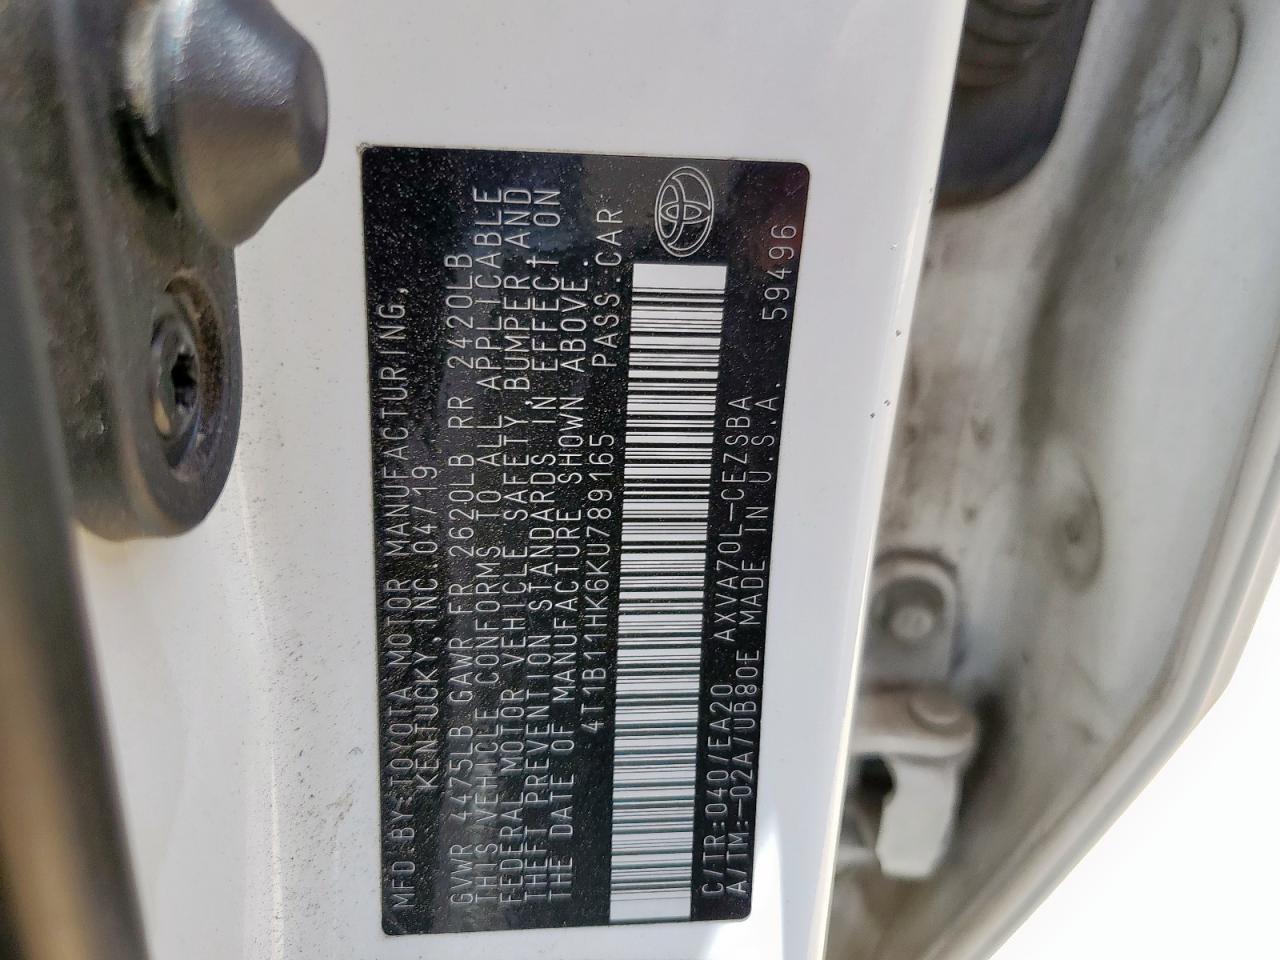 MFD.BY:TOYOTA MOTOR MANUFACTURING,
KENTUCKY,INC.04/19
GVWR 4475LB GAWR FR 2620LB RR 2420LB
THIS VEHICLE CONFORMS TO ALL APPLICABLE
FEDERAL MOTOR VEHICLE SAFETY,BUMPER,AND
THEFT PREVENTION STANDARDS IN EFFECT ON
THE DATE OF MANUFACTURE SHOWN ABOVE.
4T1B11HK6KU789165 PASS.CAR
C/TR:040/EA20 AXVA70L-CEZSBA 59496
A/TM:-02A/UB80E MADE IN U.S.A.